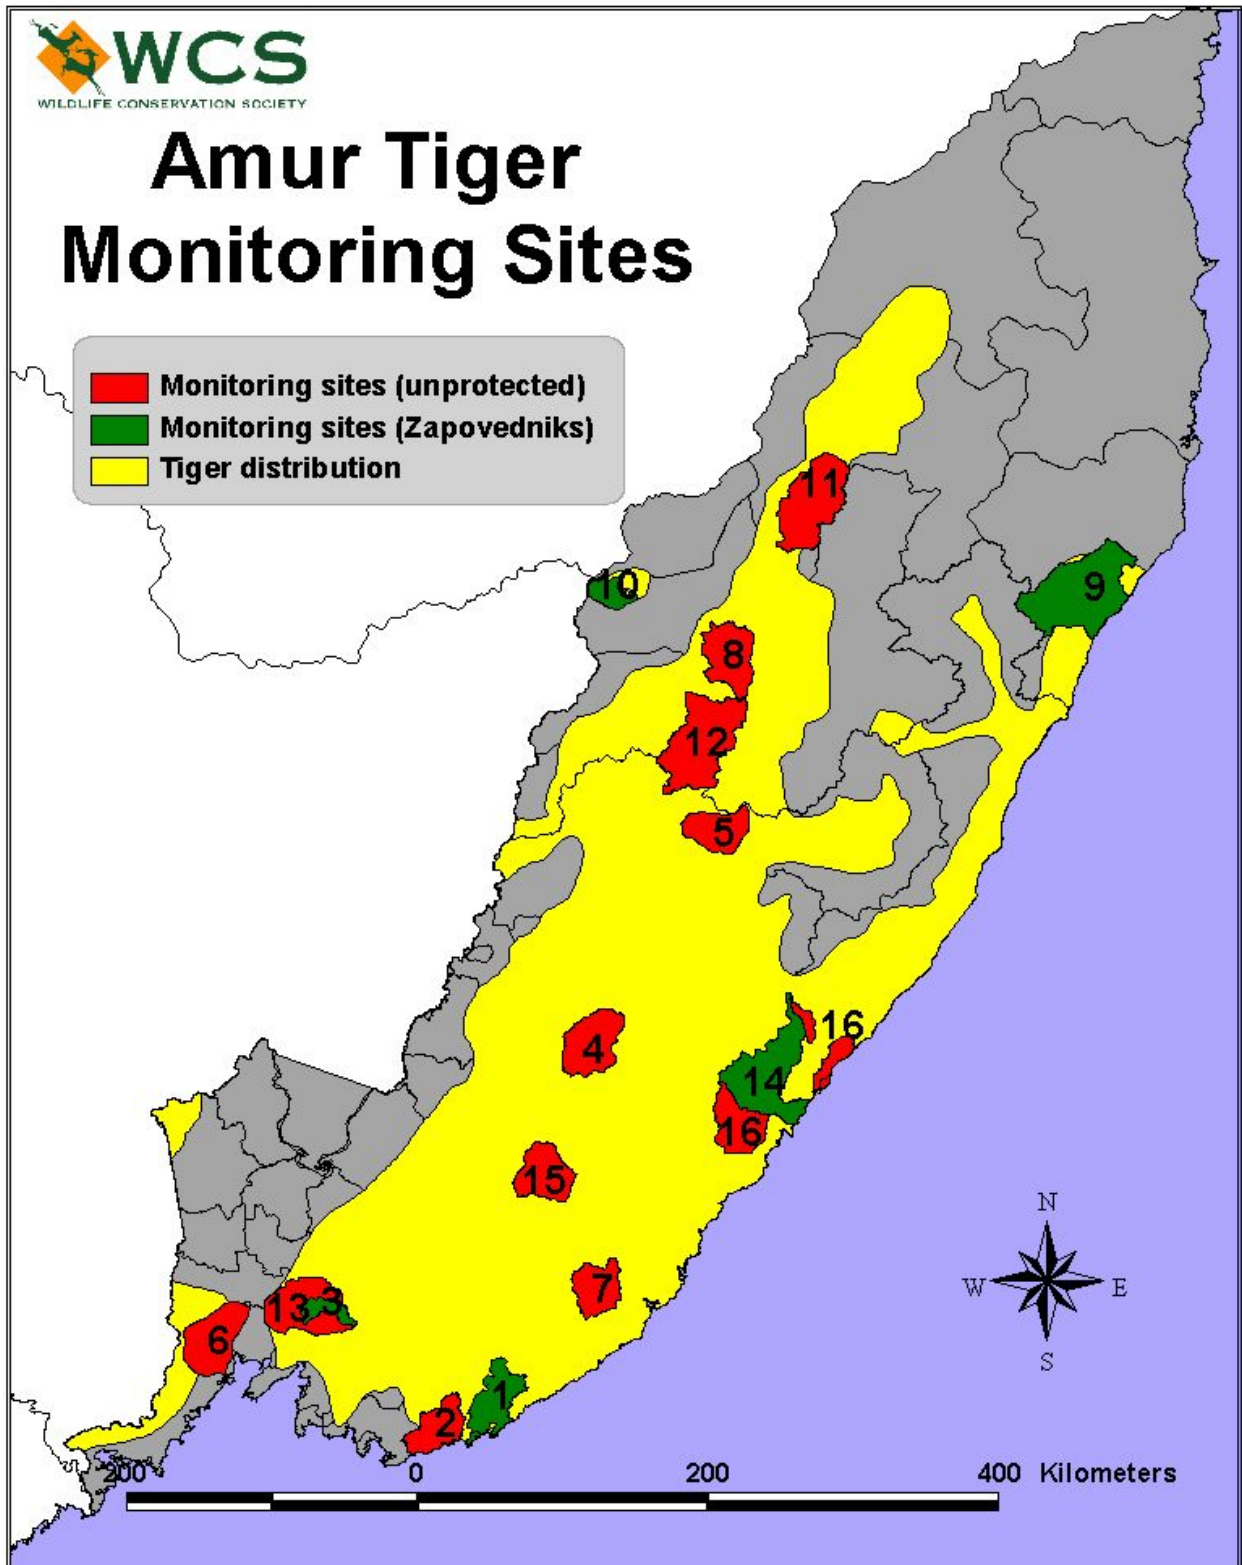 WCS
WILDLIFE CONSERVATION SOCIETY
Amur Tiger
Monitoring Sites
Monitoring sites (unprotected)
Monitoring sites (Zapovedniks)
Tiger distribution
11
10
9
8
12
5
16
4
14
16
15
N
W E
S
7
13 3
6
1
2
200 0 200 400 Kilometers